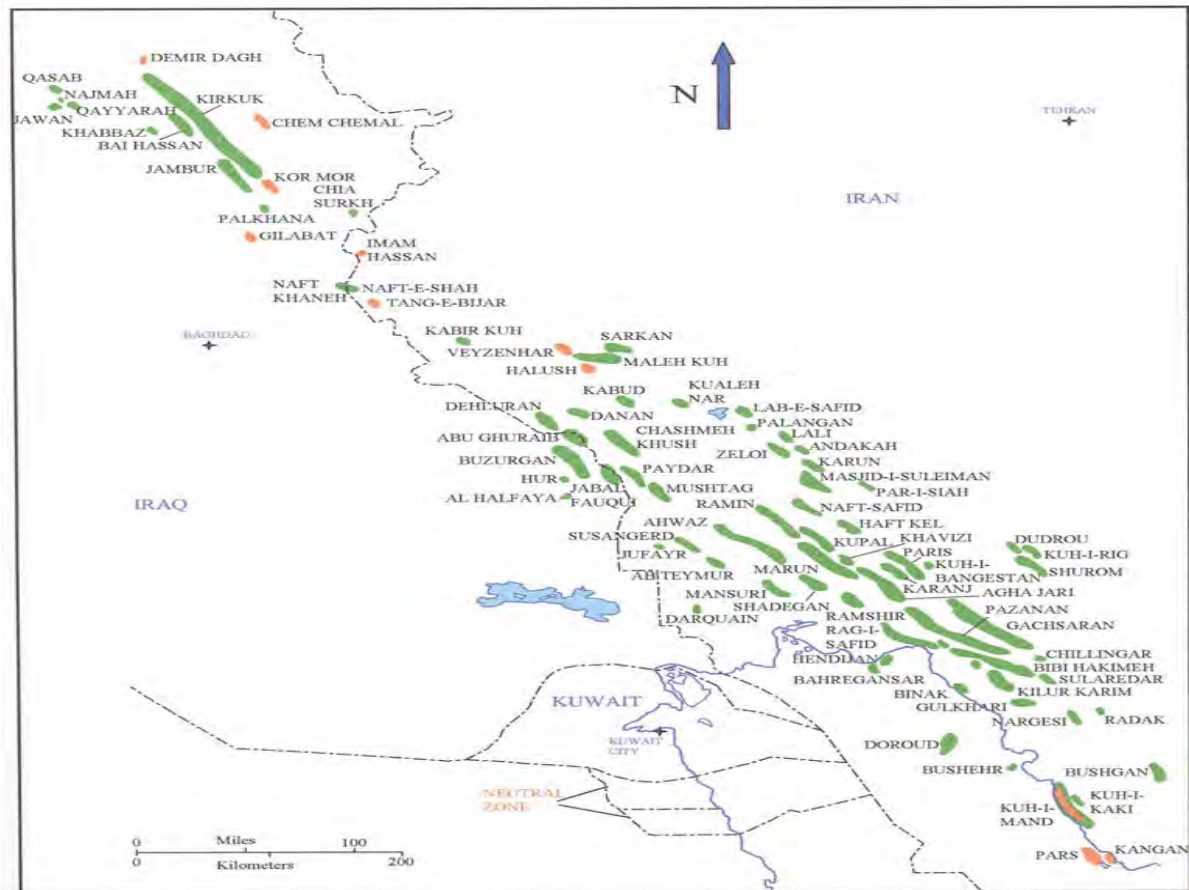 DEMIR DAGH
QASAB
NAJMAH
KIRKUK
QAYYARAH
JAWAN
CHEM CHEMAL
KHABBAZ
BAI HASSAN
JAMBUR
KOR MOR
CHIA
SURKH
PALKHANA
GILABAT
IMAM
HASSAN
NAFT
KHANEH
NAFT-E-SHAH
TANG-E-BIJAR
N
TEHRAN
IRAN
BAGHDAD
KABIR KUH
SARKAN
VEYZENHAR
MALEH KUH
HALUSH
KABUD
KUALEH
NAR
LAB-E-SAFID
DEHLURAN
DANAN
PALANGAN
CHASHMEH
KHUSH
LALI
ABU GHURAIB
ZELOI
ANDAKAH
BUZURGAN
KARUN
PAYDAR
MASJID-I-SULEIMAN
HUR
JABAL
FAUQUI
MUSHTAG
PAR-I-SIAH
AL HALFAYA
RAMIN
NAFT-SAFID
IRAQ
AHWAZ
HAFT KEL
SUSANGERD
KUPAL
KHAVIZI
DUDROU
JUFAYR
PARIS
KUH-I-RIG
MARUN
KUH-I-
BANGESTAN
SHUROM
AB TEYMUR
KARANJ
MANSURI
AGHA JARI
SHADEGAN
PAZANAN
DARQUAIN
RAMSHIR
GACHSARAN
RAG-I-
SAFID
CHILLINGAR
HENDIJAN
BIBI HAKIMEH
BAHREGANSAR
SULAREDAR
BINAK
KILUR KARIM
GULKHARI
KUWAIT
NARGESI
RADAK
KUWAIT
CITY
DOROUD
BUSHEHR
BUSHGAN
NEUTRAL
ZONE
KUH-I-
KAKI
KUH-I-
MAND
KANGAN
PARS
0 Miles 100
0 Kilometers 200